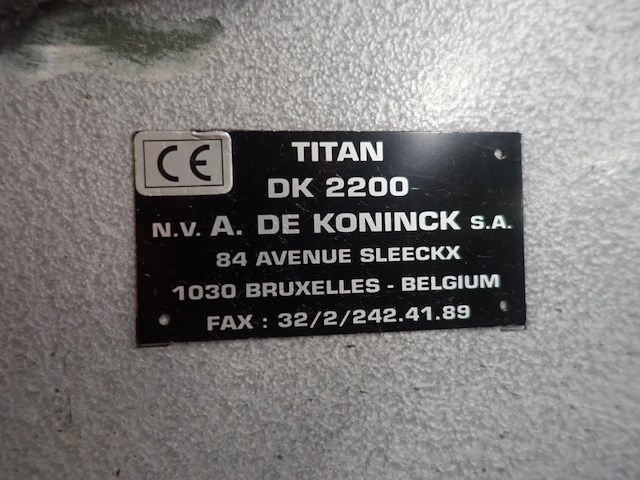 CE
TITAN
DK 2200
N.V. A. DE KONINCK S.A.
84 AVENUE SLEECKX
1030 BRUXELLES - BELGIUM
FAX : 32/2/242.41.89